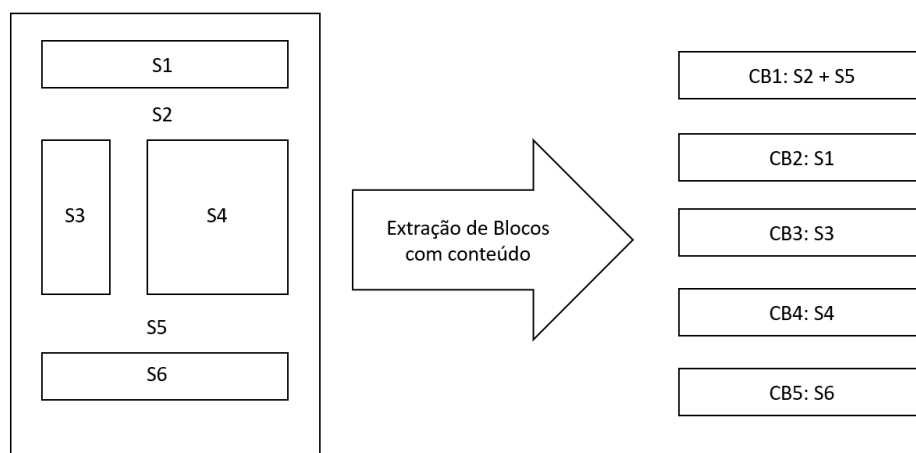 S1
S2
S3
S4
S5
S6
Extração de Blocos
com conteúdo
CB1: S2 + S5
CB2: S1
CB3: S3
CB4: S4
CB5: S6